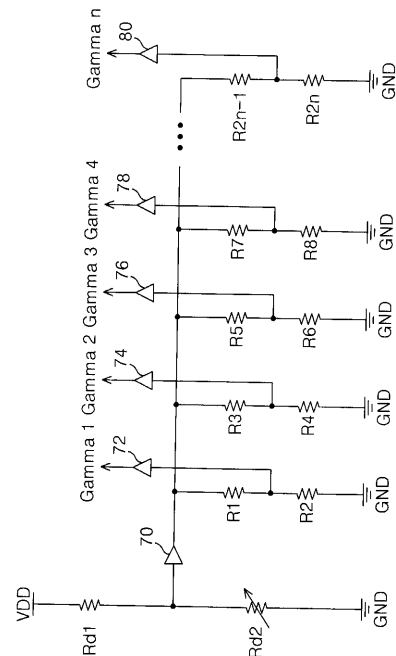 Gamma 1 Gamma 2 Gamma 3 Gamma 4 Gamma n
72 74 76 78 80
VDD
70
Rd1
R1 R3 R5 R7 R2n-1
Rd2
R2 R4 R6 R8 R2n
GND GND GND GND GND GND